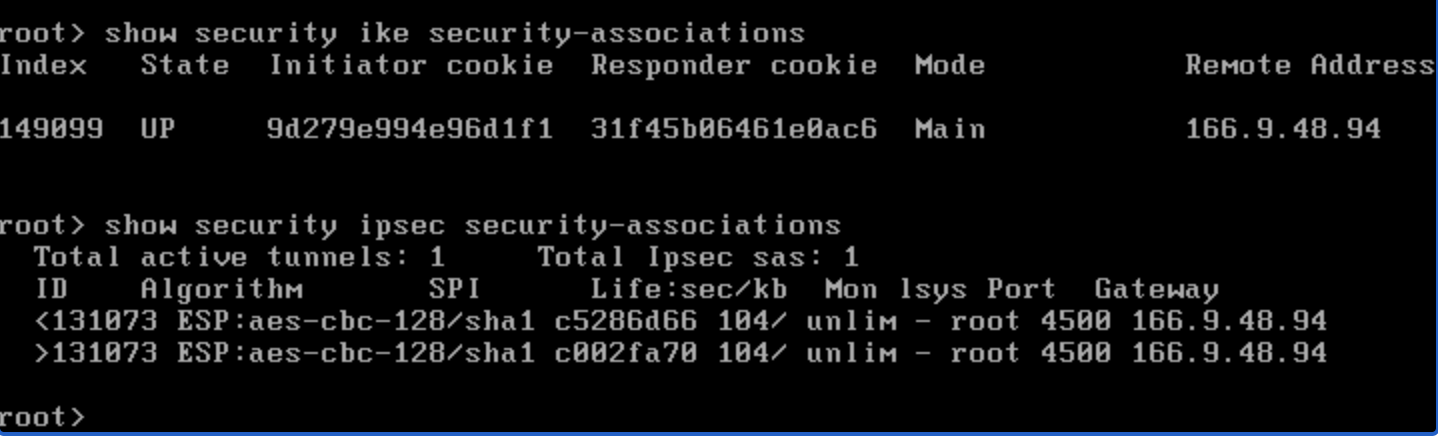 root> show security ike security-associations
Index   State  Initiator cookie  Responder cookie  Mode           Remote Address
149099  UP     9d279e994e96d1f1  31f45b06461e0ac6  Main           166.9.48.94
root> show security ipsec security-associations
  Total active tunnels: 1     Total Ipsec sas: 1
  ID    Algorithm       SPI      Life:sec/kb  Mon lsys Port  Gateway
  <131073 ESP:aes-cbc-128/sha1 c5286d66 104/ unlim - root 4500 166.9.48.94
  >131073 ESP:aes-cbc-128/sha1 c002fa70 104/ unlim - root 4500 166.9.48.94
root>